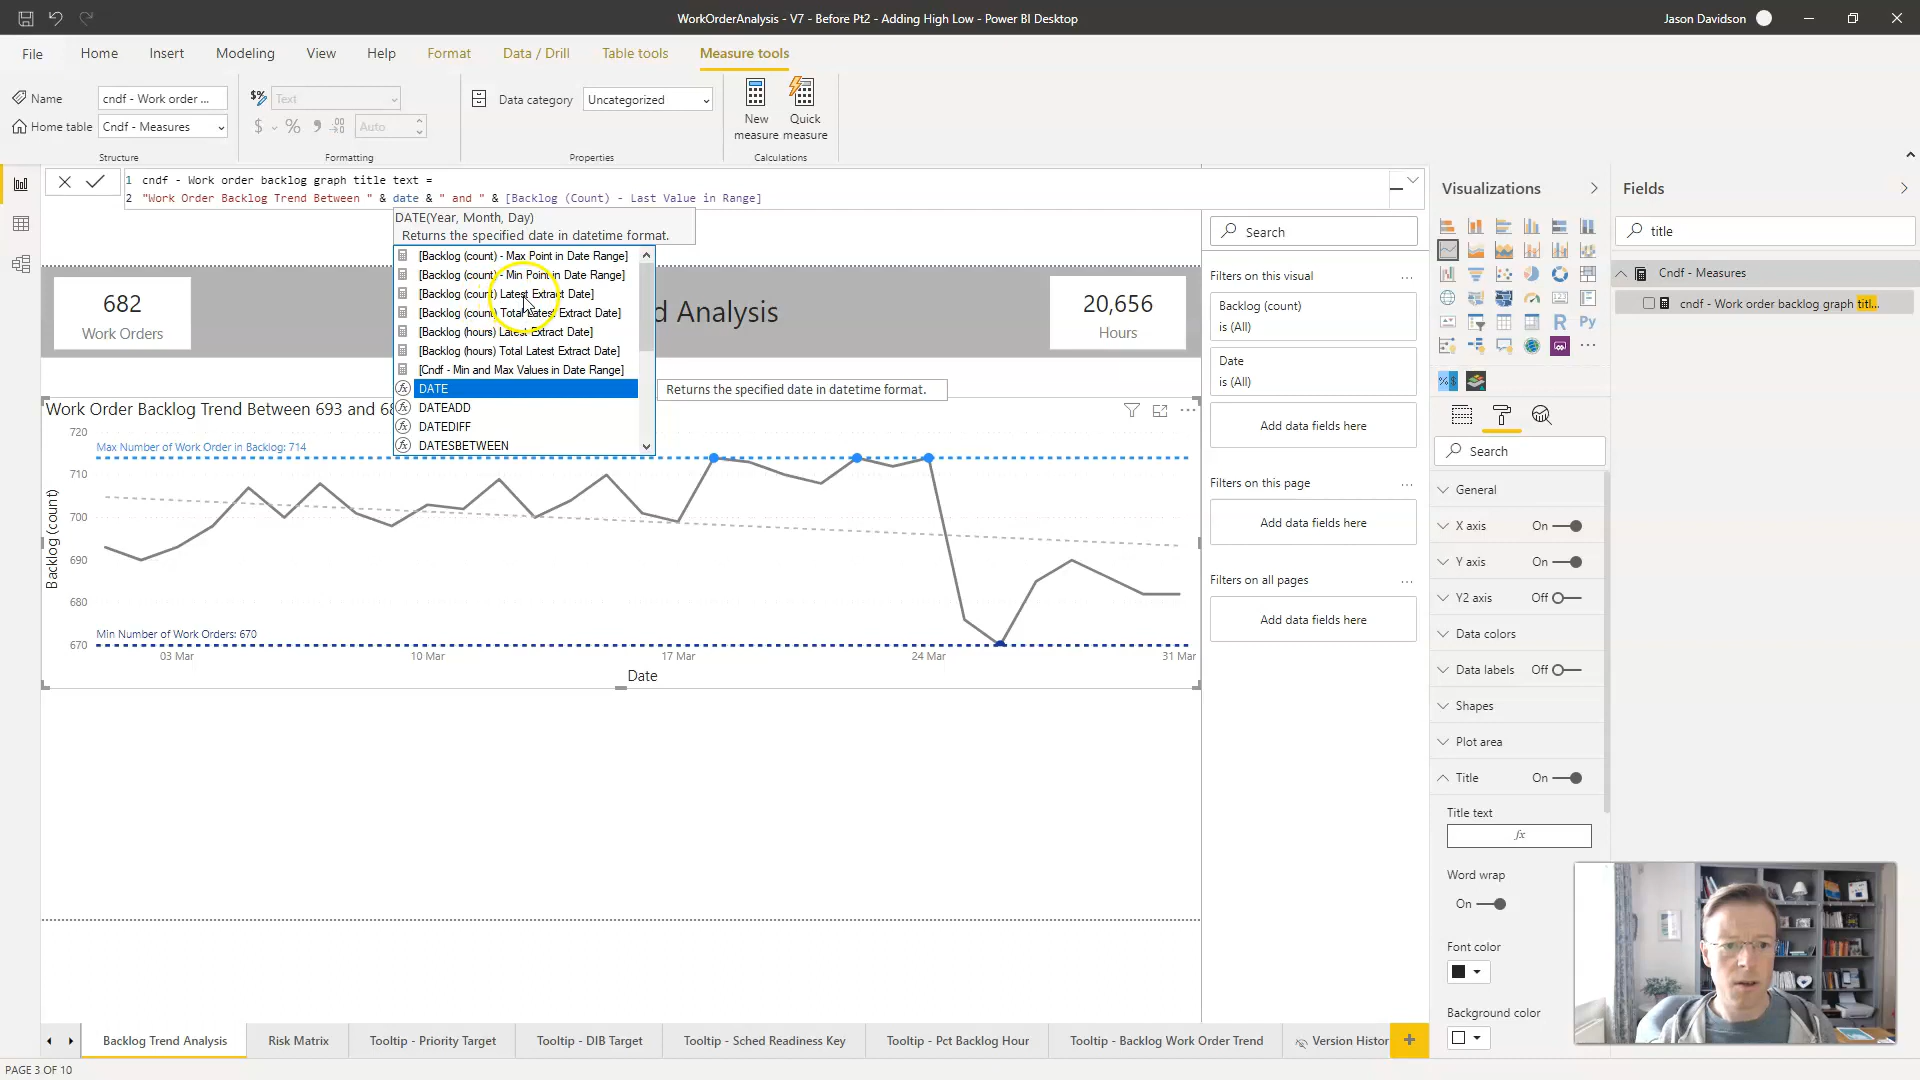 WorkOrderAnalysis - V7 - Before Pt2 - Adding High Low - Power BI Desktop
Jason Davidson
File
Home
Insert
Modeling
View
Help
Format
Data / Drill
Table tools
Measure tools
Name
cndf - Work order ...
Home table
Cndf - Measures
Structure
Text
$
%
Auto
Formatting
Data category
Uncategorized
Properties
New
measure
Quick
measure
Calculations
1 cndf - Work order backlog graph title text =
2 "Work Order Backlog Trend Between " & date & " and " & [Backlog (Count) - Last Value in Range]
DATE(Year, Month, Day)
Returns the specified date in datetime format.
[Backlog (count) - Max Point in Date Range]
[Backlog (count) - Min Point in Date Range]
[Backlog (count) Latest Extract Date]
[Backlog (count) Total Latest Extract Date]
[Backlog (hours) Latest Extract Date]
[Backlog (hours) Total Latest Extract Date]
[Cndf - Min and Max Values in Date Range]
DATE
DATEADD
DATEDIFF
DATESBETWEEN
Returns the specified date in datetime format.
682
Work Orders
d Analysis
20,656
Hours
Work Order Backlog Trend Between 693 and 68
Max Number of Work Order in Backlog: 714
Min Number of Work Orders: 670
Backlog (count)
720
710
700
690
680
670
03 Mar
10 Mar
17 Mar
24 Mar
31 Mar
Date
Search
Filters on this visual
...
Backlog (count)
is (All)
Date
is (All)
Add data fields here
Filters on this page
...
Add data fields here
Filters on all pages
...
Add data fields here
Visualizations
R
Py
...
Search
General
X axis
On
Y axis
On
Y2 axis
Off
Data colors
Data labels
Off
Shapes
Plot area
Title
On
Title text
fx
Word wrap
On
Font color
Background color
Fields
title
Cndf - Measures
cndf - Work order backlog graph titl...
Backlog Trend Analysis
Risk Matrix
Tooltip - Priority Target
Tooltip - DIB Target
Tooltip - Sched Readiness Key
Tooltip - Pct Backlog Hour
Tooltip - Backlog Work Order Trend
Version Histor
+
PAGE 3 OF 10